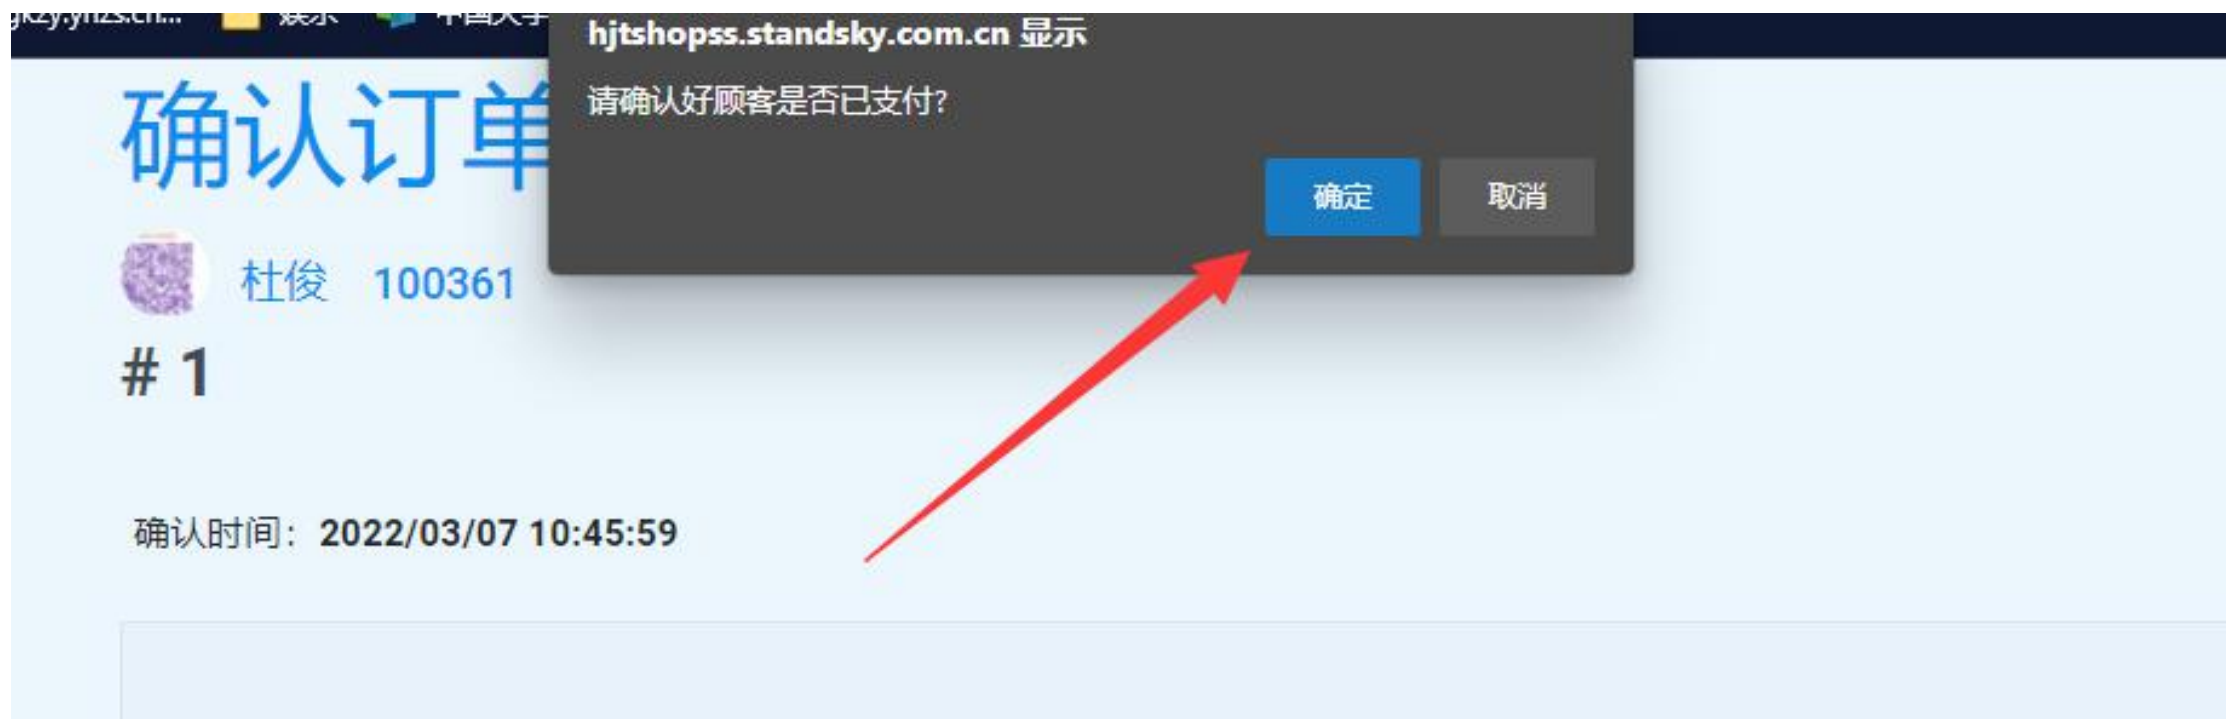 hjtshopss.standsky.com.cn 显示
请确认好顾客是否已支付?
确定 取消
确认订单
杜俊 100361
# 1
确认时间：2022/03/07 10:45:59